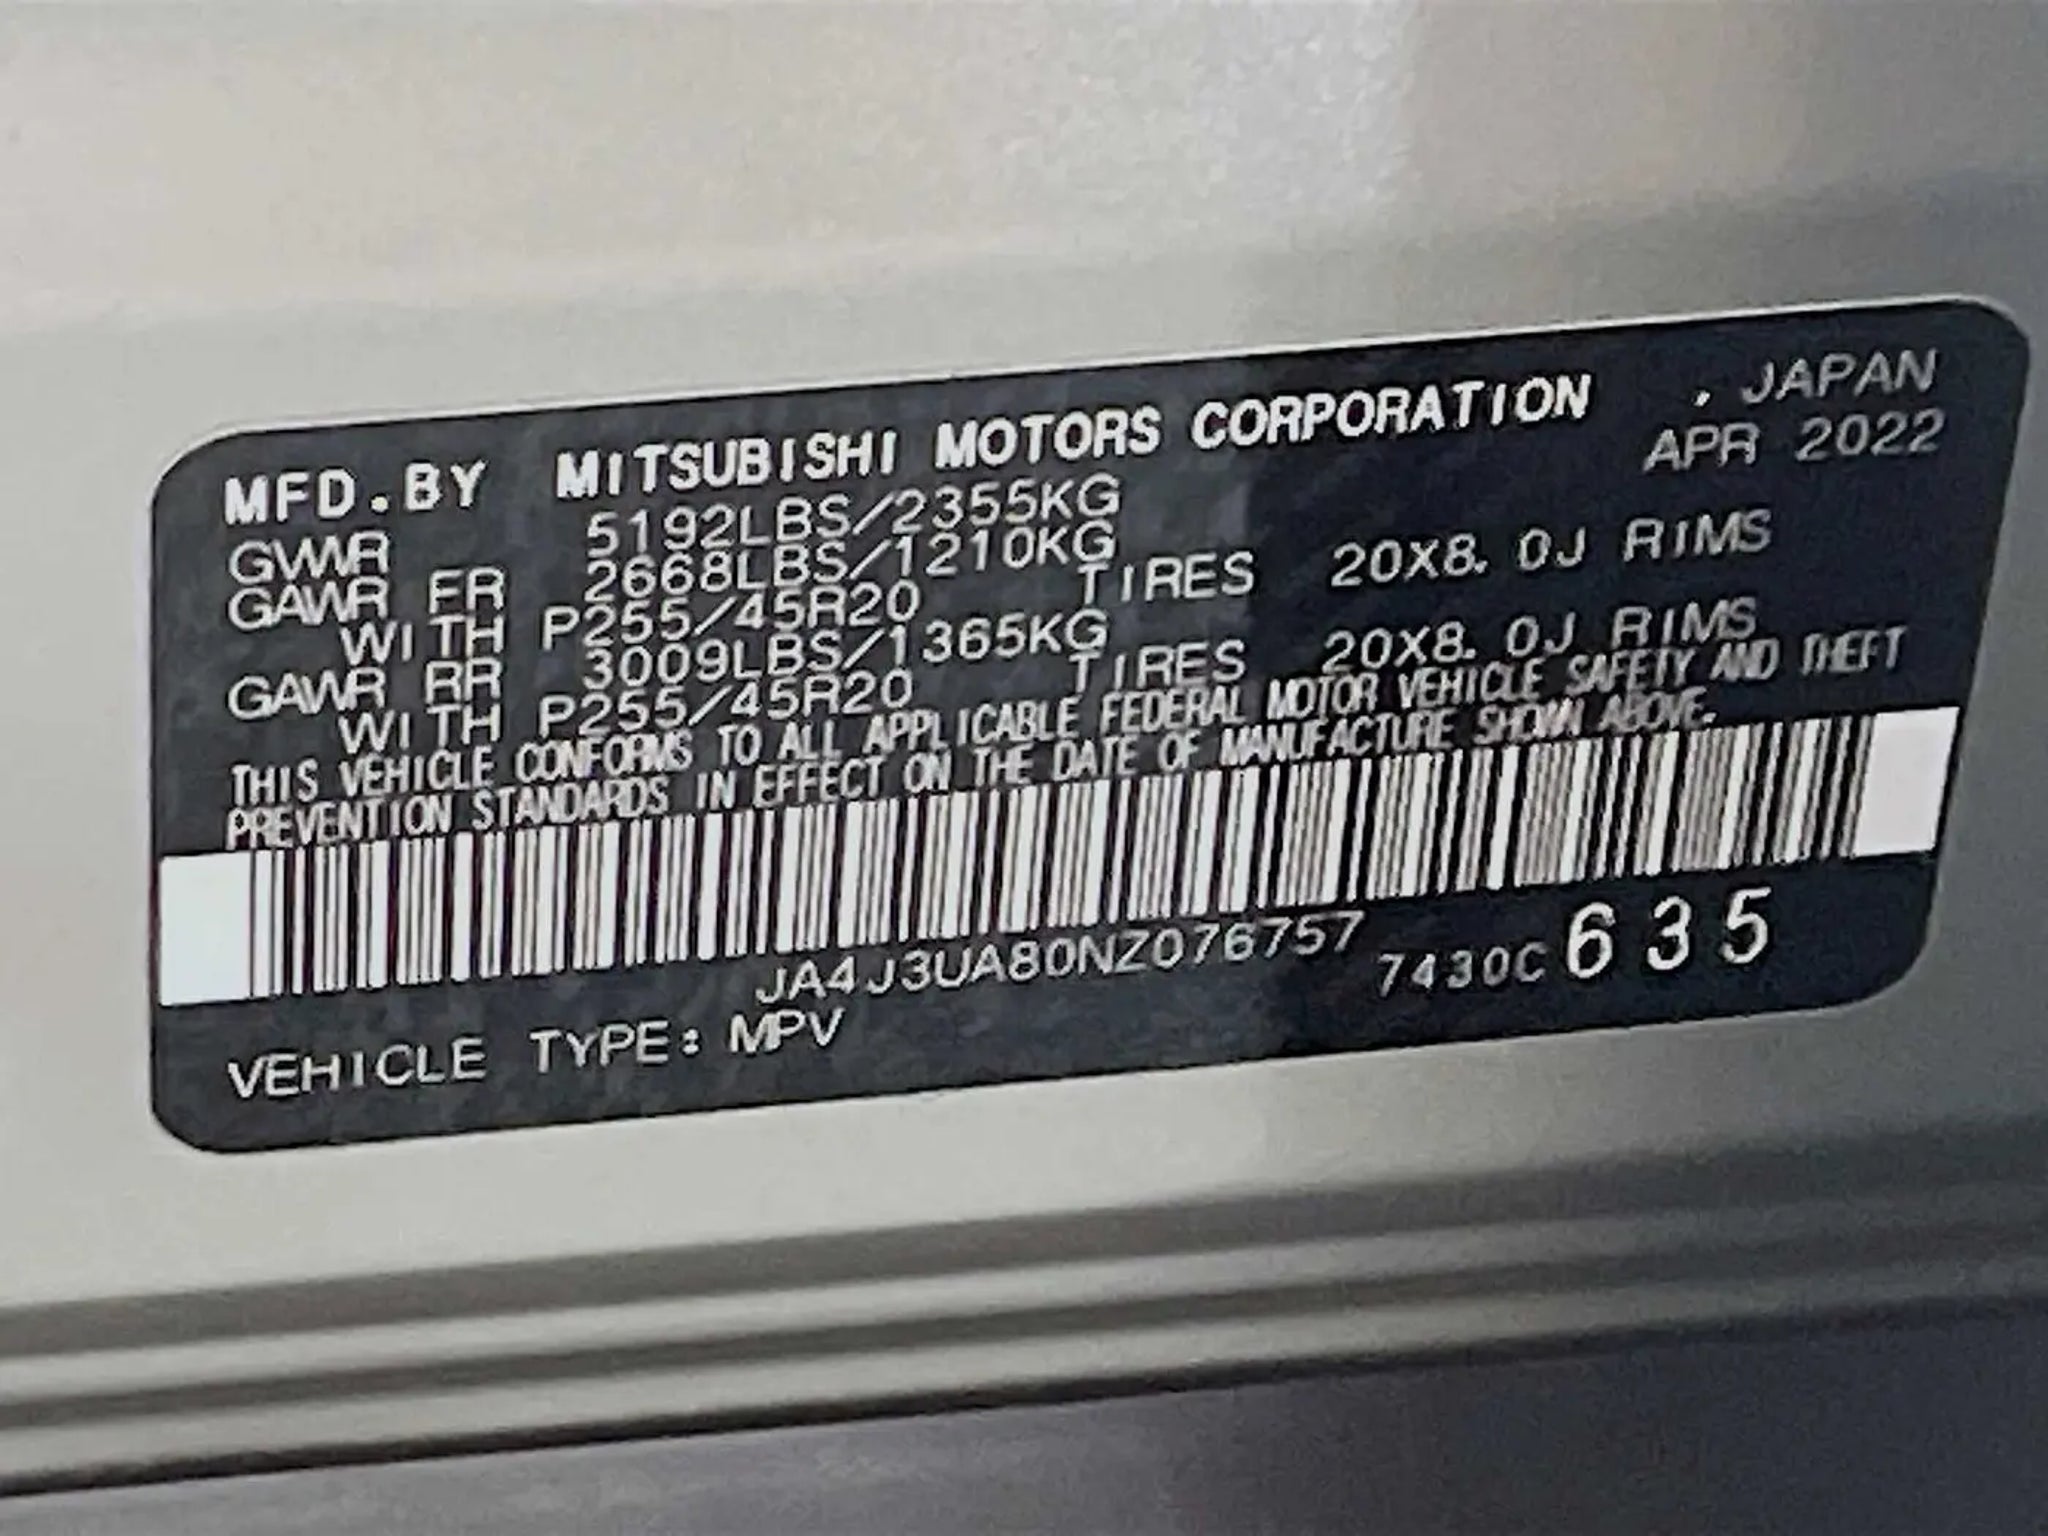 MFD.BY MITSUBISHI MOTORS CORPORATION , JAPAN
APR 2022
GVWR 5192LBS/2355KG
GAWR FR 2668LBS/1210KG
WITH P255/45R20 TIRES 20X8.0J RIMS
GAWR RR 3009LBS/1365KG
WITH P255/45R20 TIRES 20X8.0J RIMS
THIS VEHICLE CONFORMS TO ALL APPLICABLE FEDERAL MOTOR VEHICLE SAFETY AND THEFT
PREVENTION STANDARDS IN EFFECT ON THE DATE OF MANUFACTURE SHOWN ABOVE.
JA4J3UA80NZ076757 7430C 635
VEHICLE TYPE: MPV